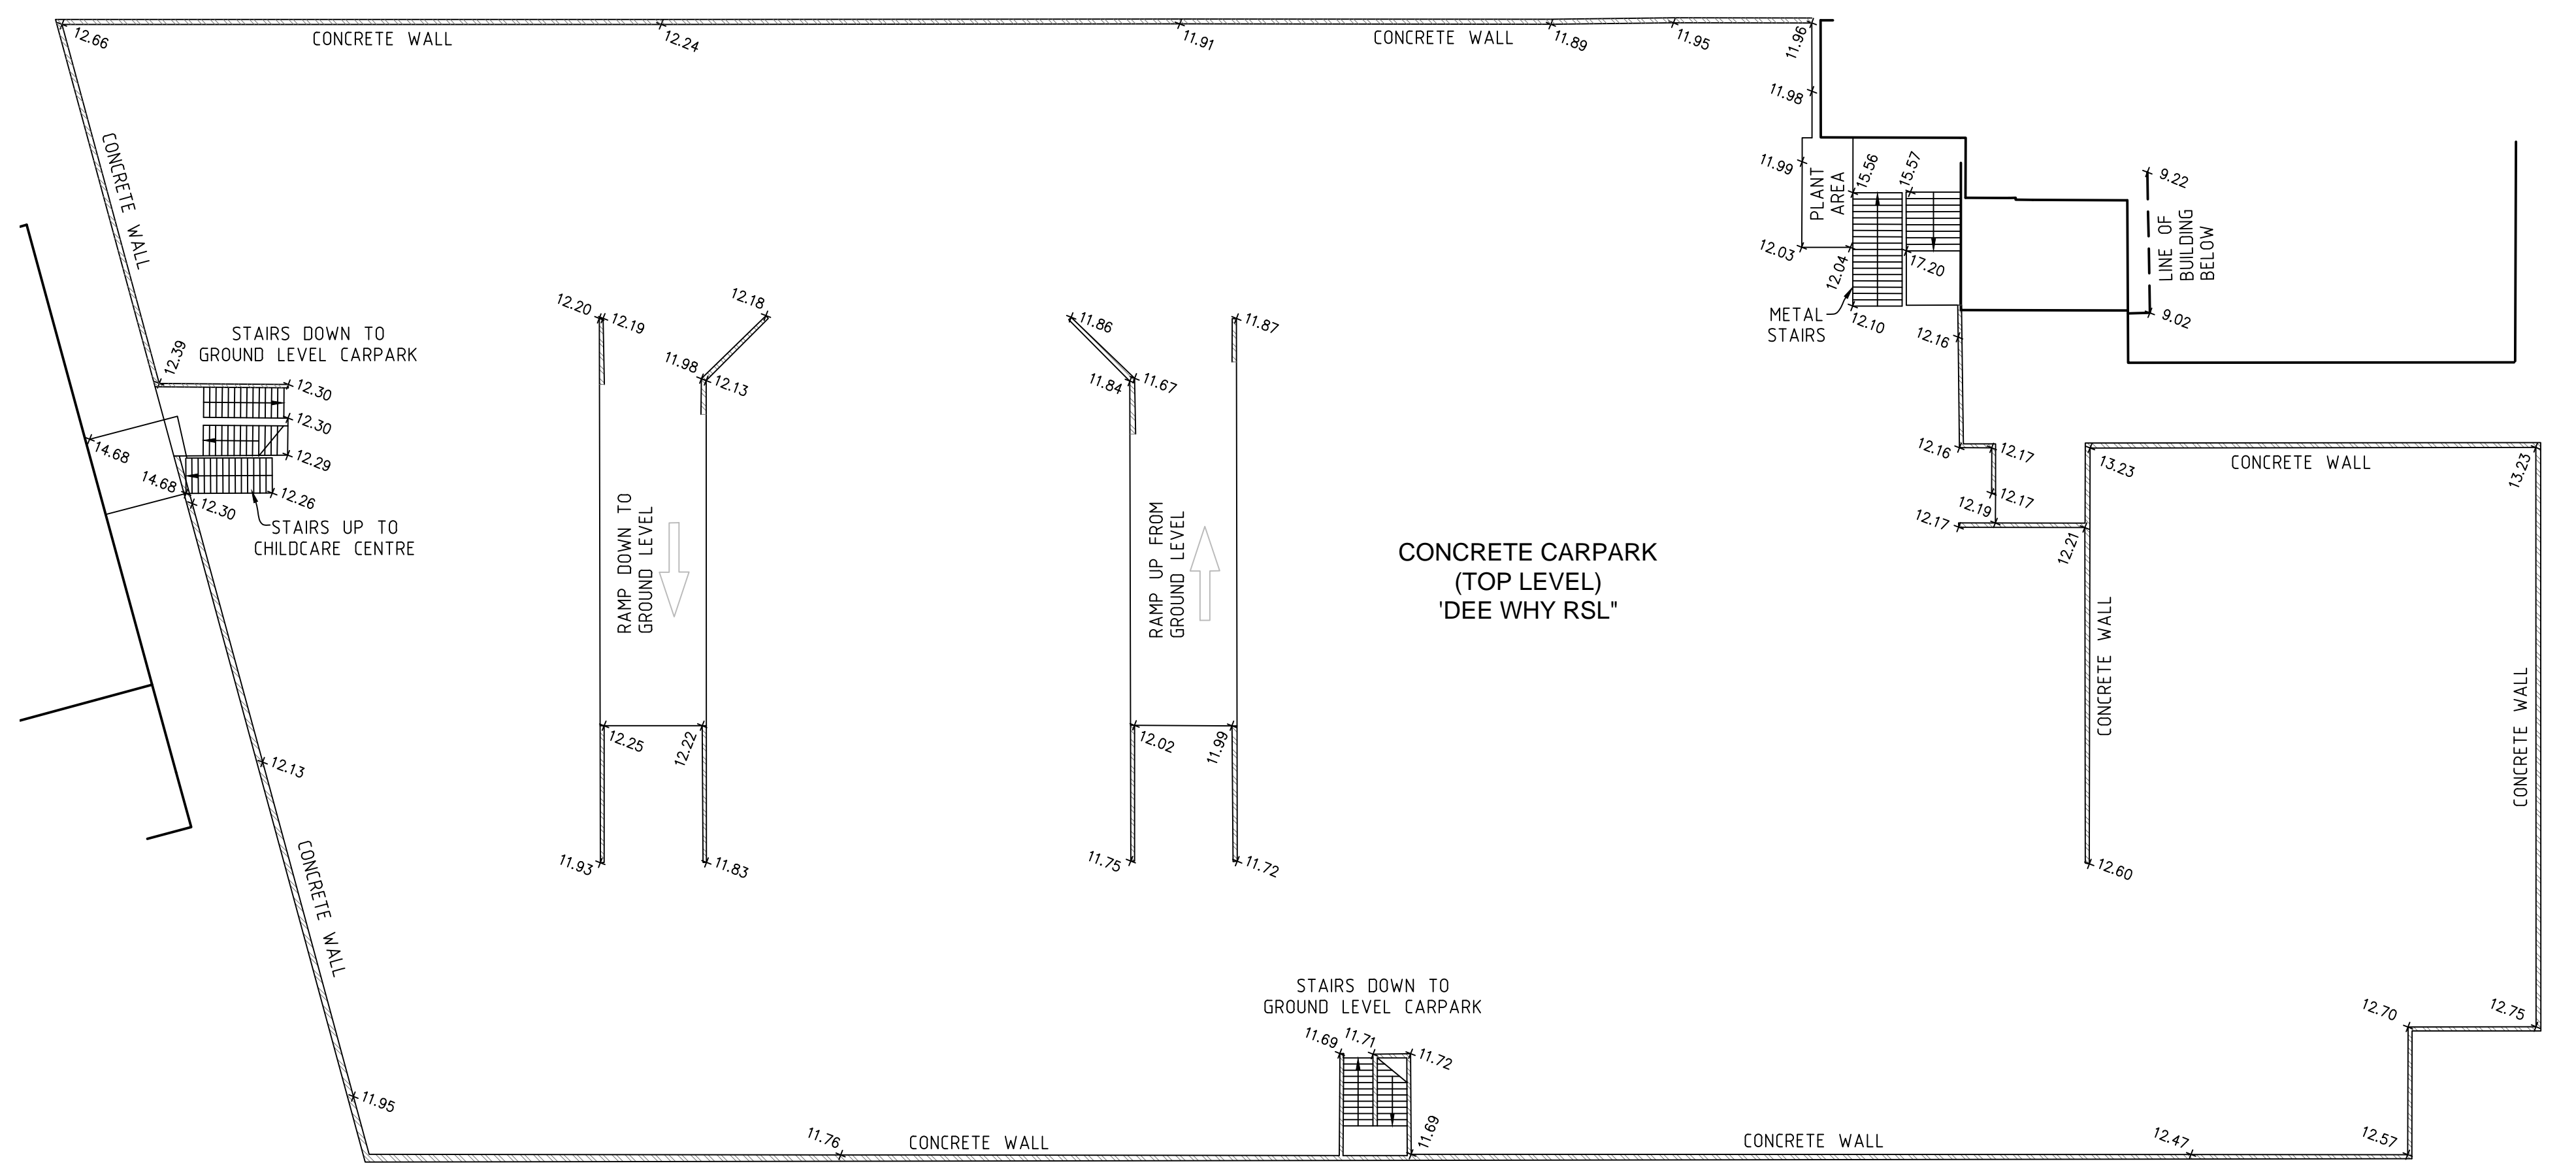 12.66
CONCRETE WALL
12.24
11.91
CONCRETE WALL
11.89
11.95
11.96
11.98
CONCRETE WALL
11.99
PLANT
AREA
15.56
15.57
9.22
LINE OF
BUILDING
BELOW
9.02
12.03
12.04
17.20
METAL
STAIRS
12.10
12.16
STAIRS DOWN TO
GROUND LEVEL CARPARK
12.39
12.30
12.30
12.29
12.26
14.68
14.68
12.30
STAIRS UP TO
CHILDCARE CENTRE
12.20
12.19
12.18
11.98
12.13
11.86
11.84
11.67
11.87
12.16
12.17
12.17
12.19
12.17
12.21
13.23
CONCRETE WALL
13.23
RAMP DOWN TO
GROUND LEVEL
RAMP UP FROM
GROUND LEVEL
CONCRETE CARPARK
(TOP LEVEL)
'DEE WHY RSL"
CONCRETE WALL
CONCRETE WALL
12.13
12.25
12.22
12.02
11.99
CONCRETE WALL
11.93
11.83
11.75
11.72
12.60
STAIRS DOWN TO
GROUND LEVEL CARPARK
11.69
11.71
11.72
12.70
12.75
11.95
11.76
CONCRETE WALL
11.69
CONCRETE WALL
12.47
12.57